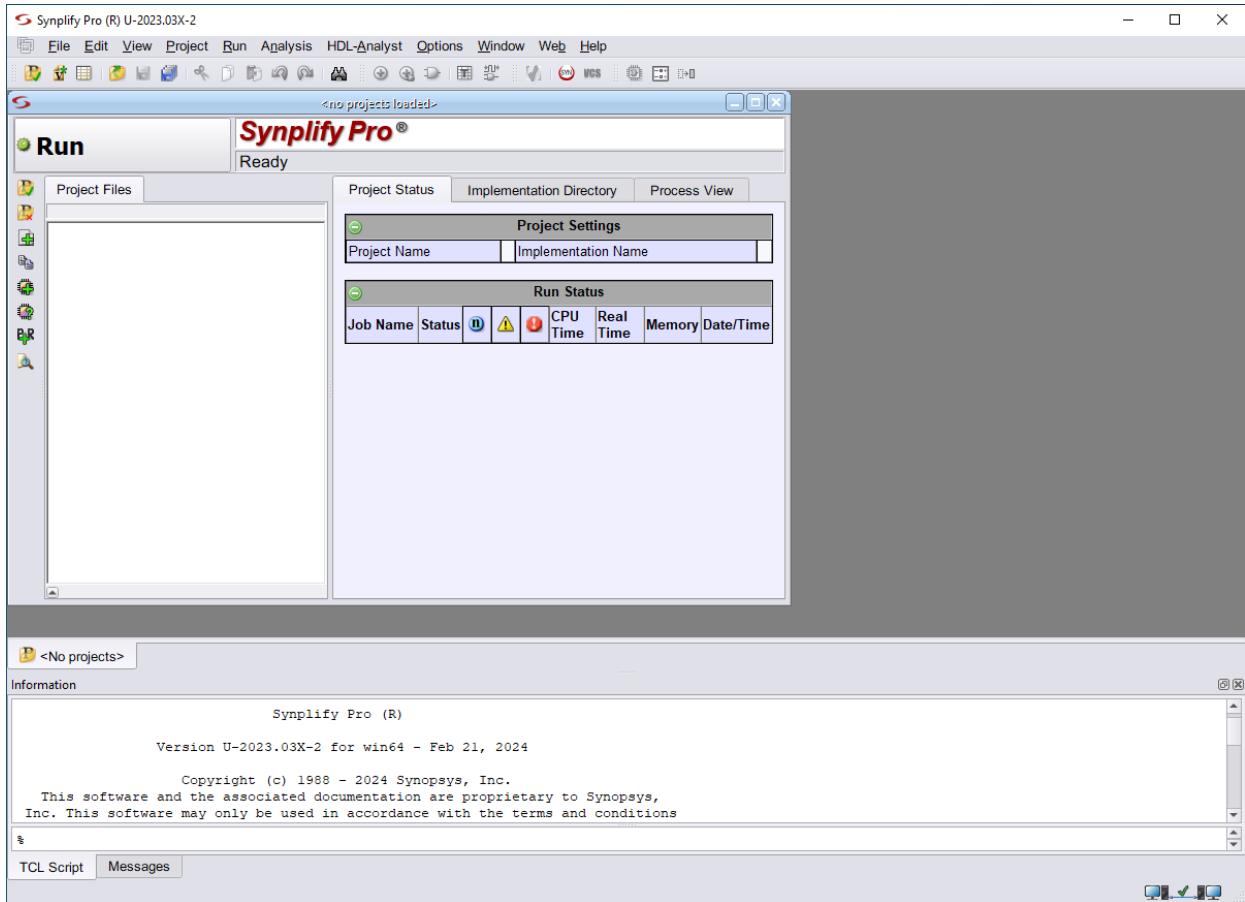 Synplify Pro (R) U-2023.03X-2
File Edit View Project Run Analysis HDL-Analyst Options Window Web Help
SYN VCS
<no projects loaded>
Run
Synplify Pro®
Ready
Project Files
Project Status Implementation Directory Process View
Project Settings
Project Name Implementation Name
Run Status
Job Name Status n CPU Time Real Time Memory Date/Time
P&R
<No projects>
Information
Synplify Pro (R)
Version U-2023.03X-2 for win64 - Feb 21, 2024
Copyright (c) 1988 - 2024 Synopsys, Inc.
This software and the associated documentation are proprietary to Synopsys,
Inc. This software may only be used in accordance with the terms and conditions
%
TCL Script Messages